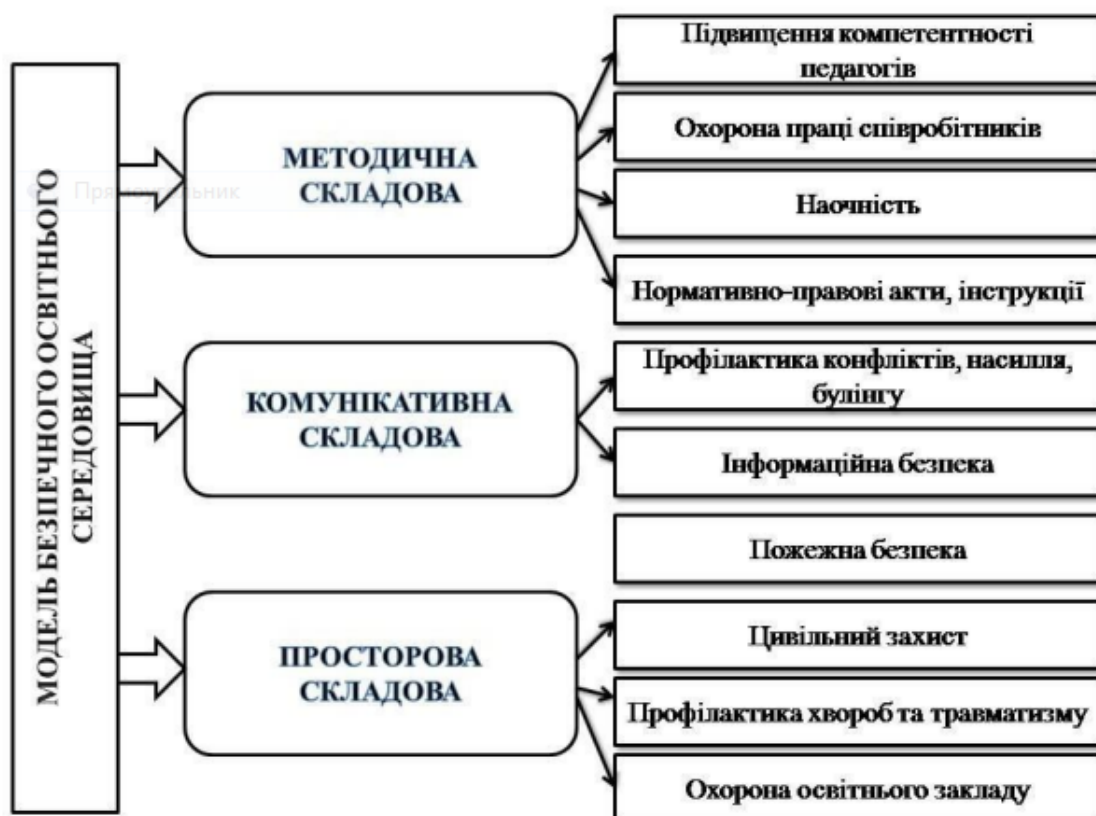 МОДЕЛЬ БЕЗПЕЧНОГО ОСВІТНЬОГО
СЕРЕДОВИЩА
МЕТОДИЧНА
СКЛАДОВА
Підвищення компетентності
педагогів
Охорона праці співробітників
Наочність
Нормативно-правові акти, інструкції
КОМУНІКАТИВНА
СКЛАДОВА
Профілактика конфліктів, насилля,
булінгу
Інформаційна безпека
Пожежна безпека
ПРОСТОРОВА
СКЛАДОВА
Цивільний захист
Профілактика хвороб та травматизму
Охорона освітнього закладу